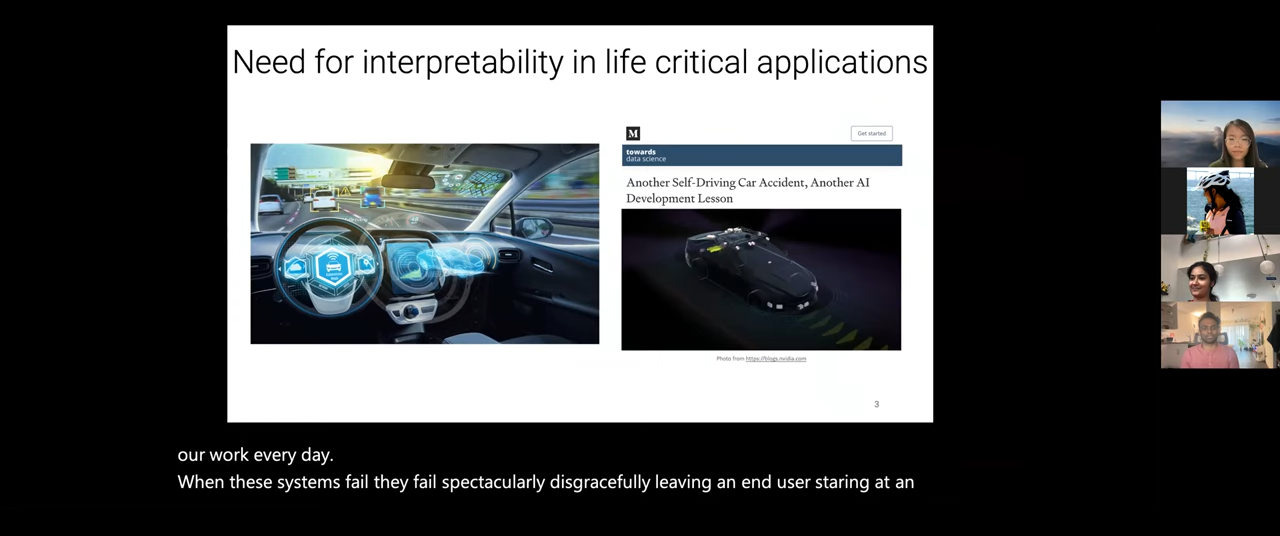 Need for interpretability in life critical applications
M
Get started
towards
data science
Another Self-Driving Car Accident, Another AI
Development Lesson
Photo from https://blogs.nvidia.com
3
our work every day.
When these systems fail they fail spectacularly disgracefully leaving an end user staring at an